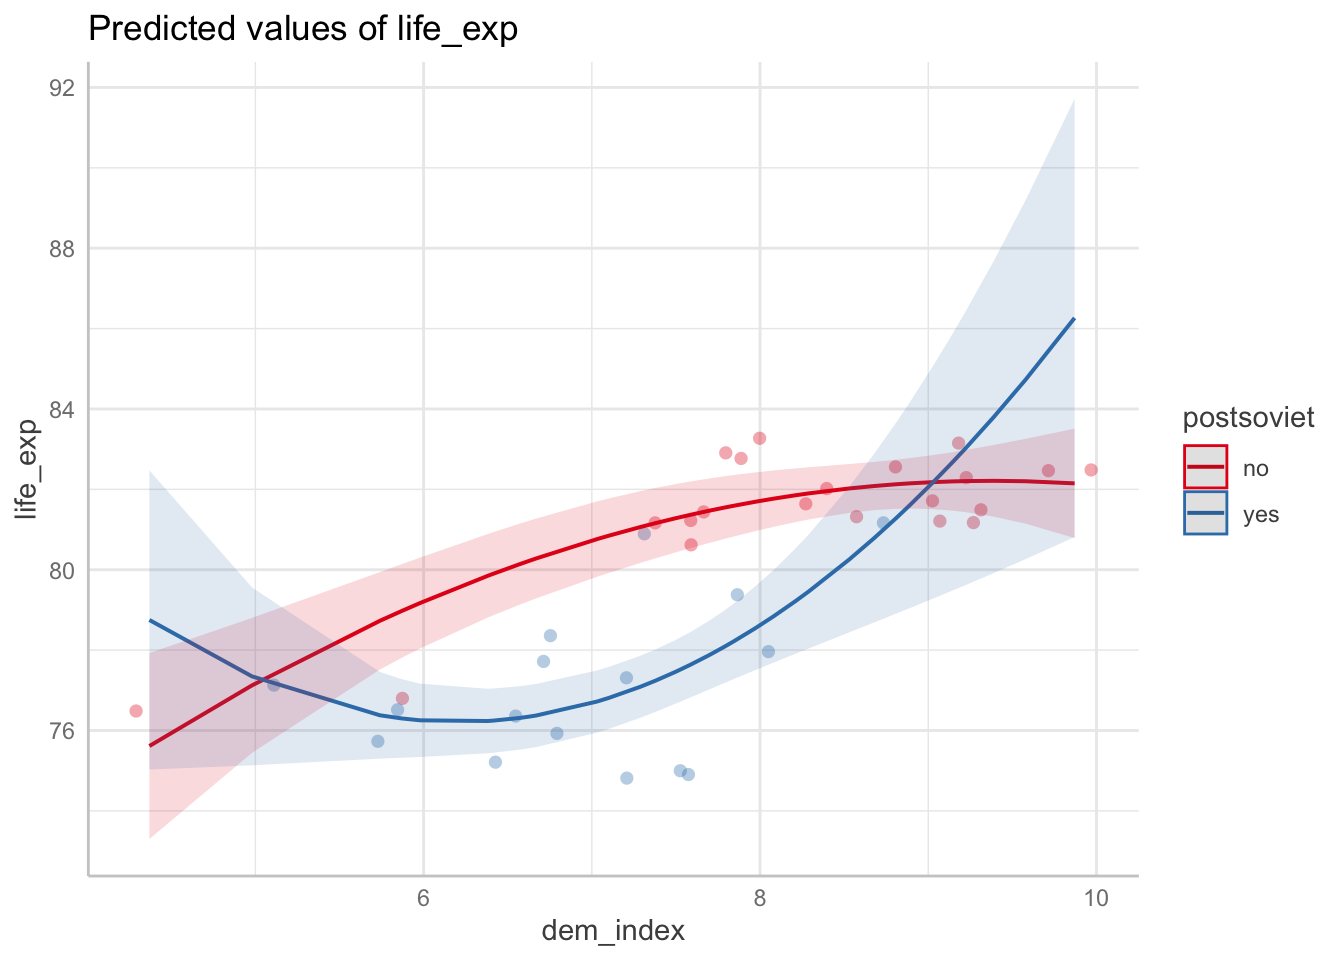 Predicted values of life_exp
92
88
84
80
76
life_exp
6
8
10
dem_index
postsoviet
no
yes